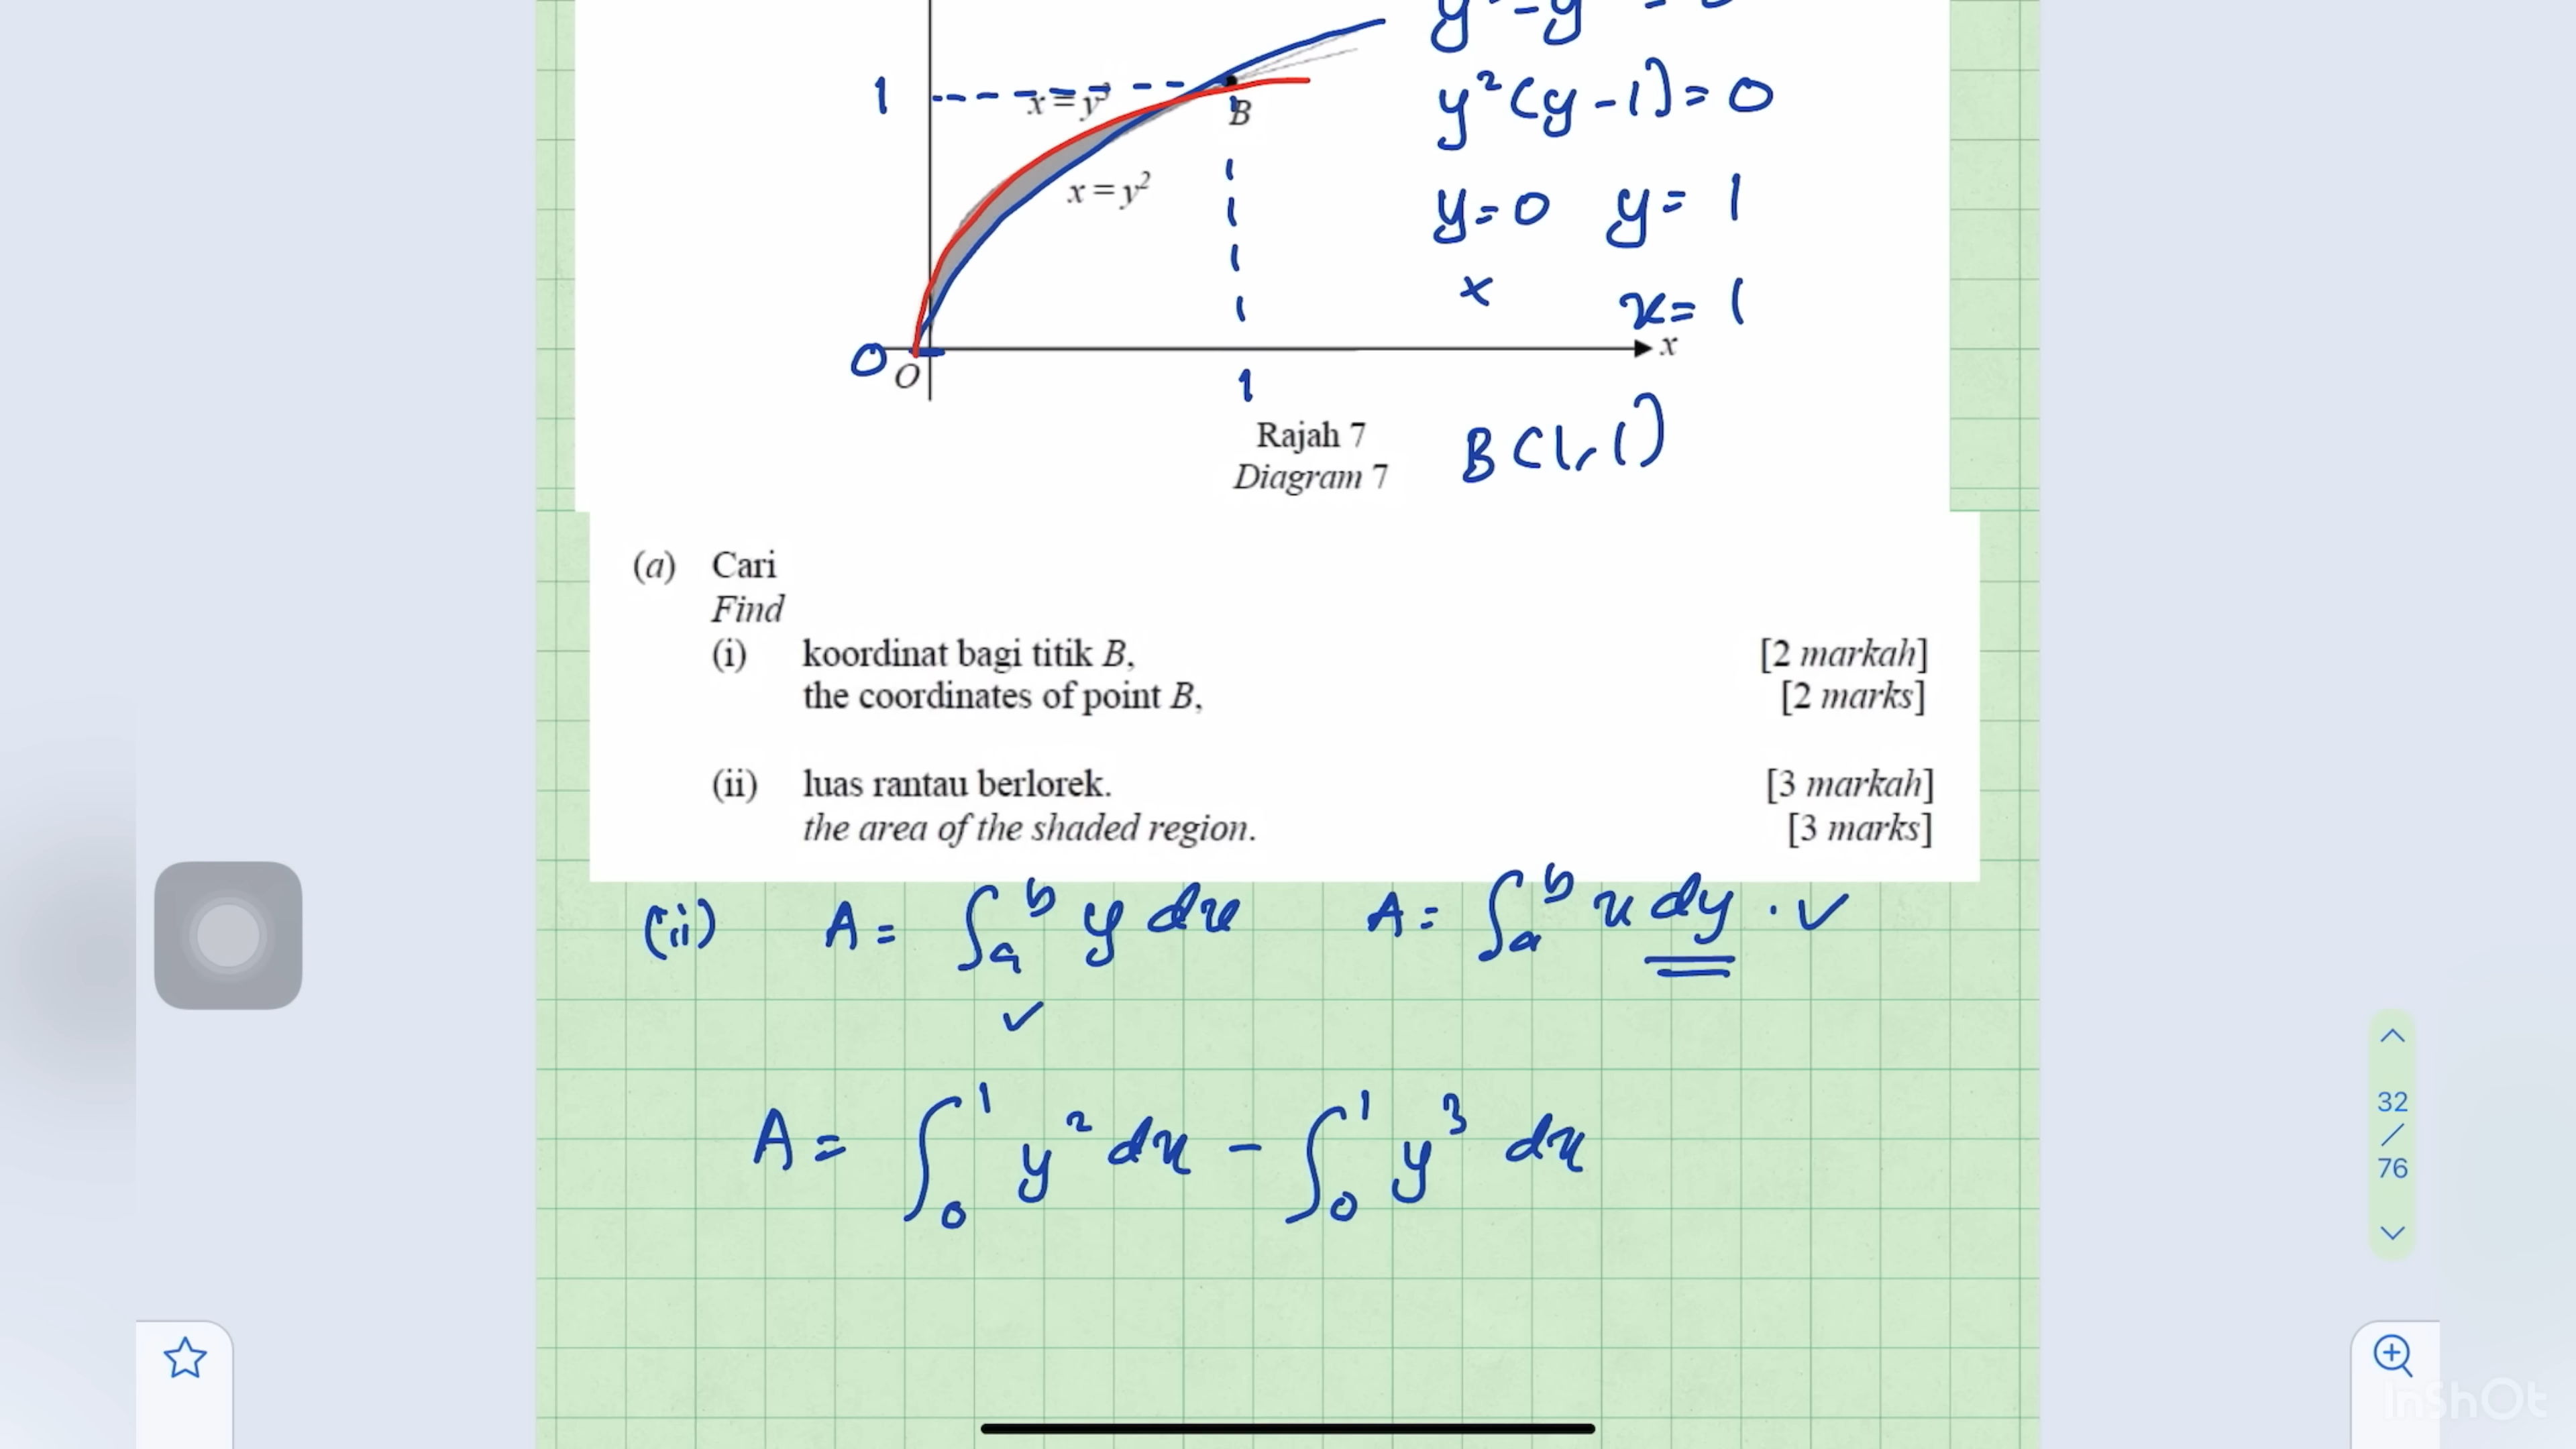 y² - y
y²(y - 1) = 0
1
x = y³
B
x = y²
y = 0 y = 1
x x = 1
0
O
x
1
Rajah 7
Diagram 7
B(1, 1)
(a) Cari
Find
(i) koordinat bagi titik B, [2 markah]
the coordinates of point B, [2 marks]
(ii) luas rantau berlorek. [3 markah]
the area of the shaded region. [3 marks]
(ii) A = ∫ₐᵇ y dx A = ∫ₐᵇ x dy . ✓
✓
A = ∫₀¹ y² dx - ∫₀¹ y³ dx
32
/
76
InShOt